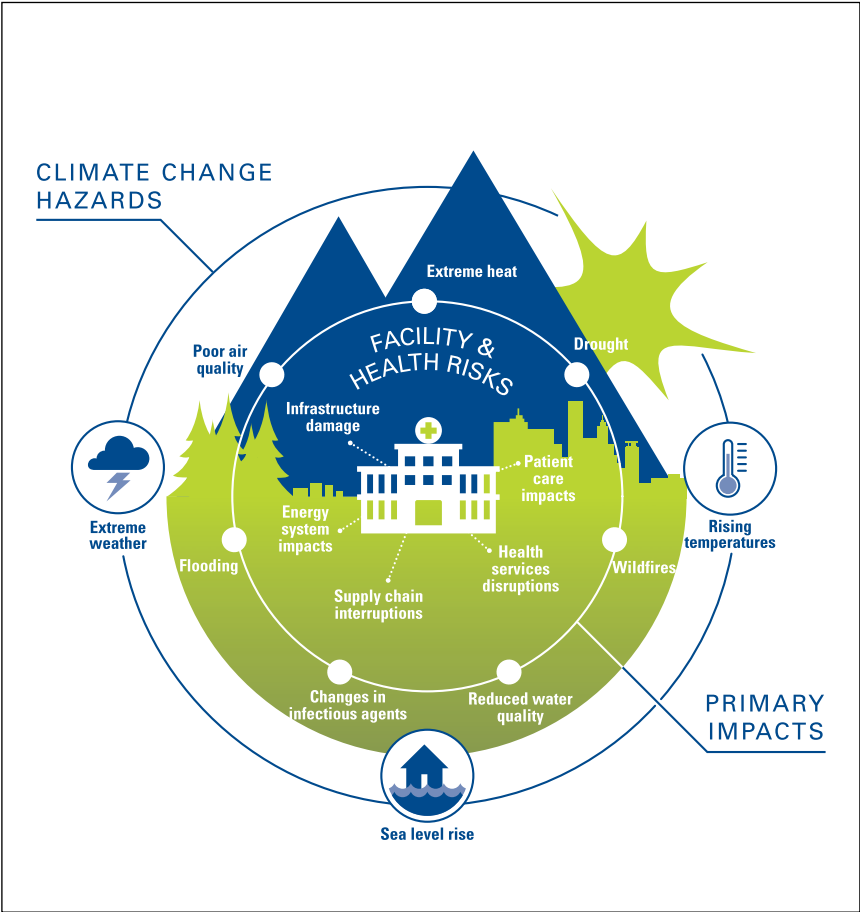 CLIMATE CHANGE
HAZARDS
Extreme heat
FACILITY &
HEALTH RISKS
Drought
Poor air
quality
Infrastructure
damage
Patient
care
impacts
Energy
system
impacts
Extreme
weather
Rising
temperatures
Flooding
Health
services
disruptions
Wildfires
Supply chain
interruptions
Changes in
infectious agents
Reduced water
quality
PRIMARY
IMPACTS
Sea level rise